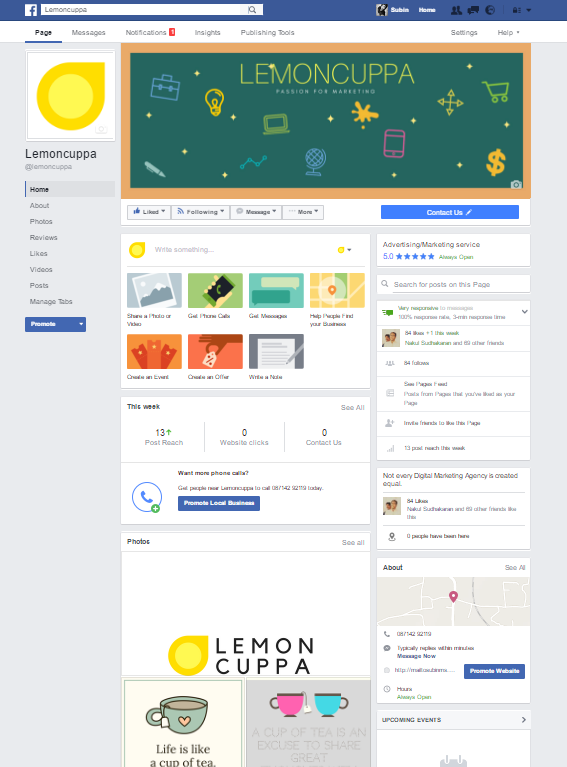 Lemoncuppa
Subin
Home
Page
Messages
Notifications 1
Insights
Publishing Tools
Settings
Help
LEMONCUPPA
PASSION FOR MARKETING
Lemoncuppa
@lemoncuppa
Home
About
Photos
Reviews
Likes
Videos
Posts
Manage Tabs
Promote
Liked
Following
Message
More
Contact Us
Write something...
Share a Photo or
Video
Get Phone Calls
Get Messages
Help People Find
your Business
Create an Event
Create an Offer
Write a Note
This week
See All
13
Post Reach
0
Website clicks
0
Contact Us
Want more phone calls?
Get people near Lemoncuppa to call 087142 92119 today.
Promote Local Business
Photos
See all
LEMON
CUPPA
Life is like
a cup of tea,
A CUP OF TEA IS AN
EXCUSE TO SHARE
GREAT
Advertising/Marketing service
5.0 ★★★★★ Always Open
Search for posts on this Page
Very responsive to messages
100% response rate, 3-min response time
84 likes +1 this week
Nakul Sudhakaran and 69 other friends
84 follows
See Pages Feed
Posts from Pages that you've liked as your
Page
Invite friends to like this Page
13 post reach this week
Not every Digital Marketing Agency is created
equal.
84 Likes
Nakul Sudhakaran and 69 other friends like
this
0 people have been here
About
See All
087142 92119
Typically replies within minutes
Message Now
Promote Website
Hours
Always Open
UPCOMING EVENTS